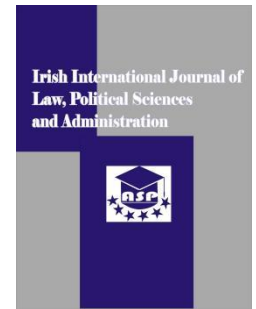 Irish International Journal of
Law, Political Sciences
and Administration
asp